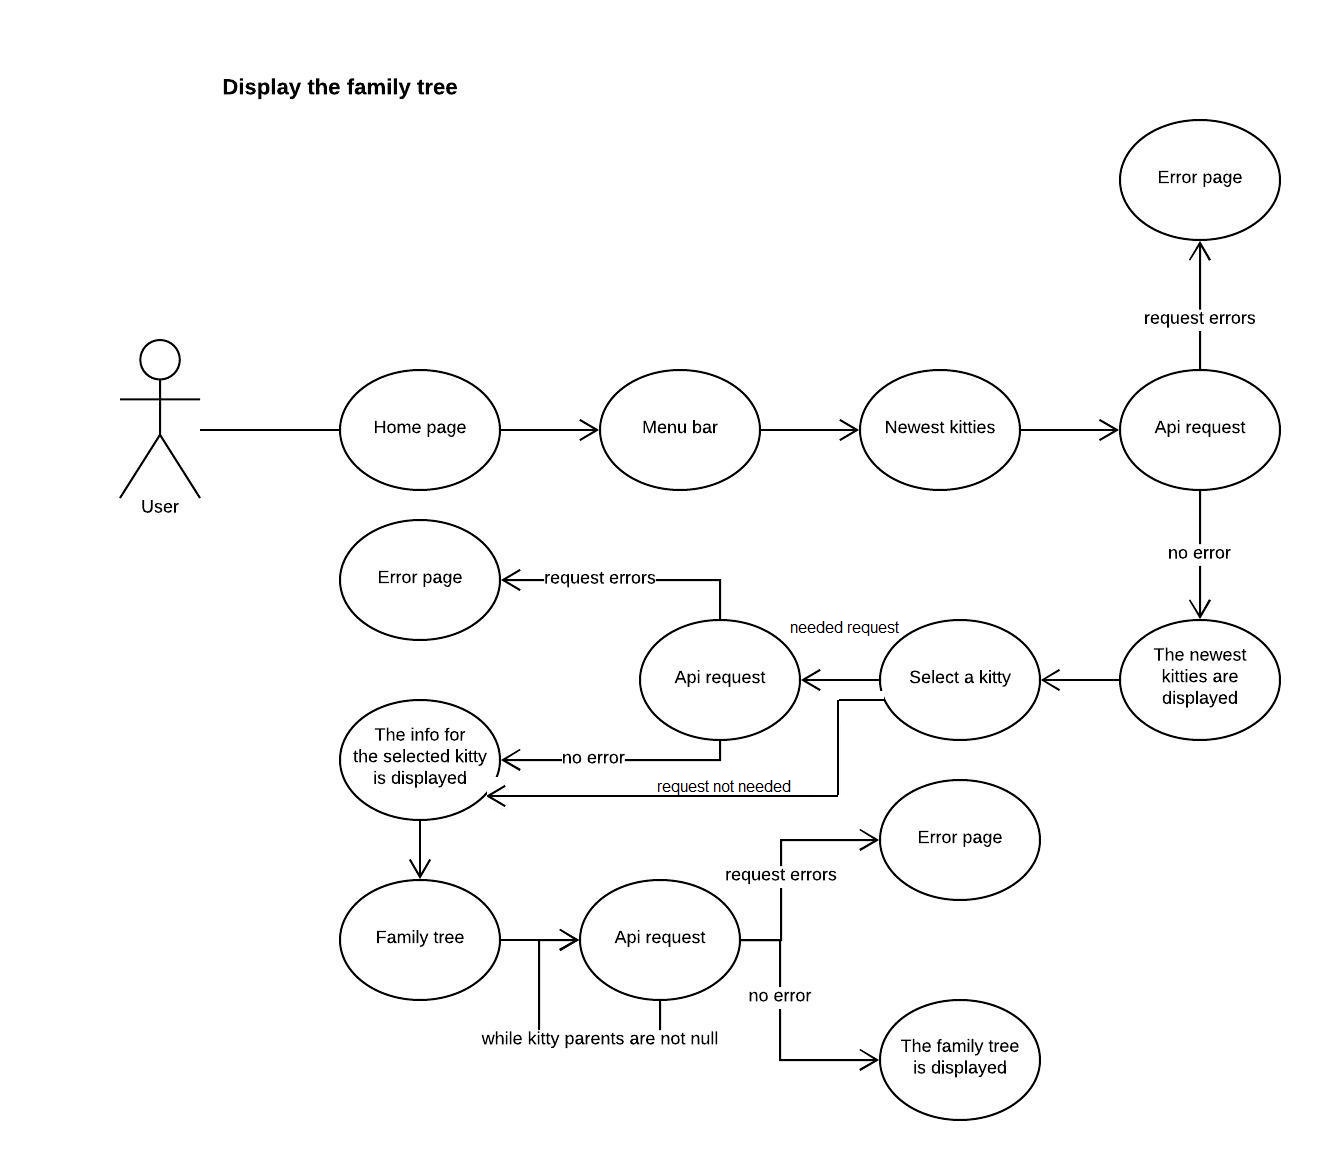 Display the family tree
Error page
request errors
Home page
Menu bar
Newest kitties
Api request
User
no error
Error page
request errors
needed request
Api request
Select a kitty
The newest
kitties are
displayed
The info for
the selected kitty
is displayed
no error
request not needed
Error page
request errors
Family tree
Api request
no error
while kitty parents are not null
The family tree
is displayed